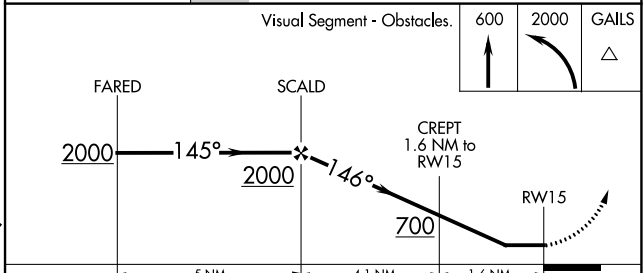 Visual Segment - Obstacles.
600
2000
GAILS
FARED
SCALD
CREPT
1.6 NM to
RW15
RW15
2000
145°
2000
146°
700
5 NM
4.1 NM
1.6 NM